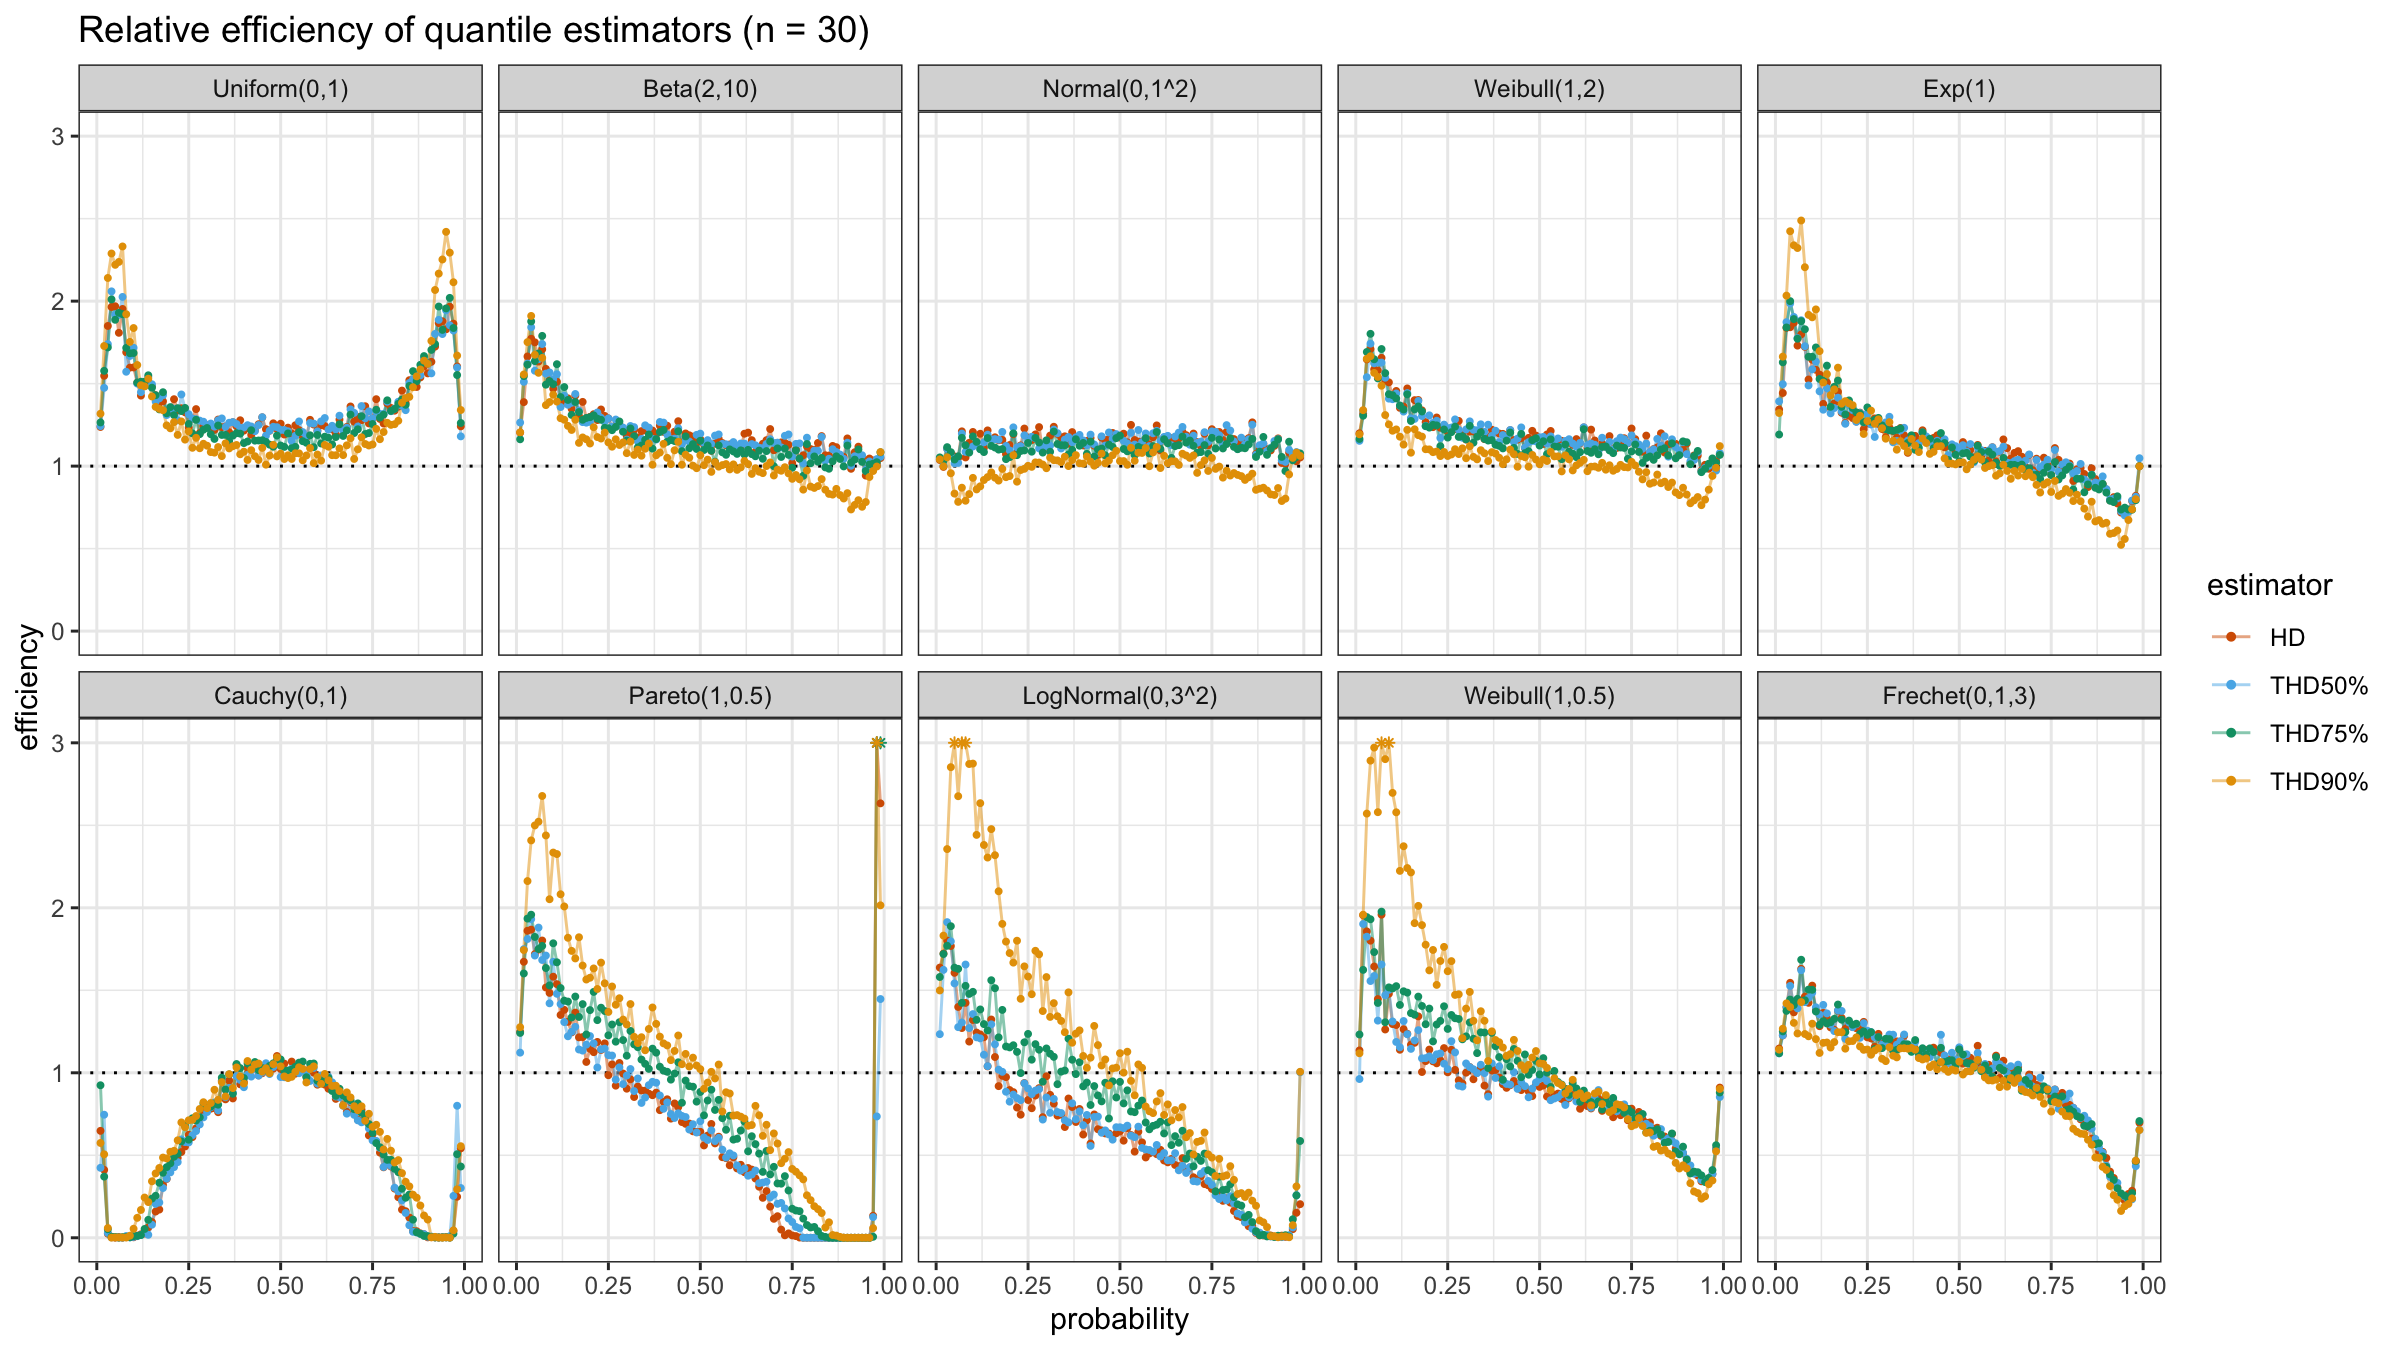 Relative efficiency of quantile estimators (n = 30)
Uniform(0,1)
Beta(2,10)
Normal(0,1^2)
Weibull(1,2)
Exp(1)
3
2
1
0
efficiency
Cauchy(0,1)
Pareto(1,0.5)
LogNormal(0,3^2)
Weibull(1,0.5)
Frechet(0,1,3)
3
2
1
0
0.00 0.25 0.50 0.75 1.00
0.00 0.25 0.50 0.75 1.00
0.00 0.25 0.50 0.75 1.00
0.00 0.25 0.50 0.75 1.00
0.00 0.25 0.50 0.75 1.00
probability
estimator
HD
THD50%
THD75%
THD90%